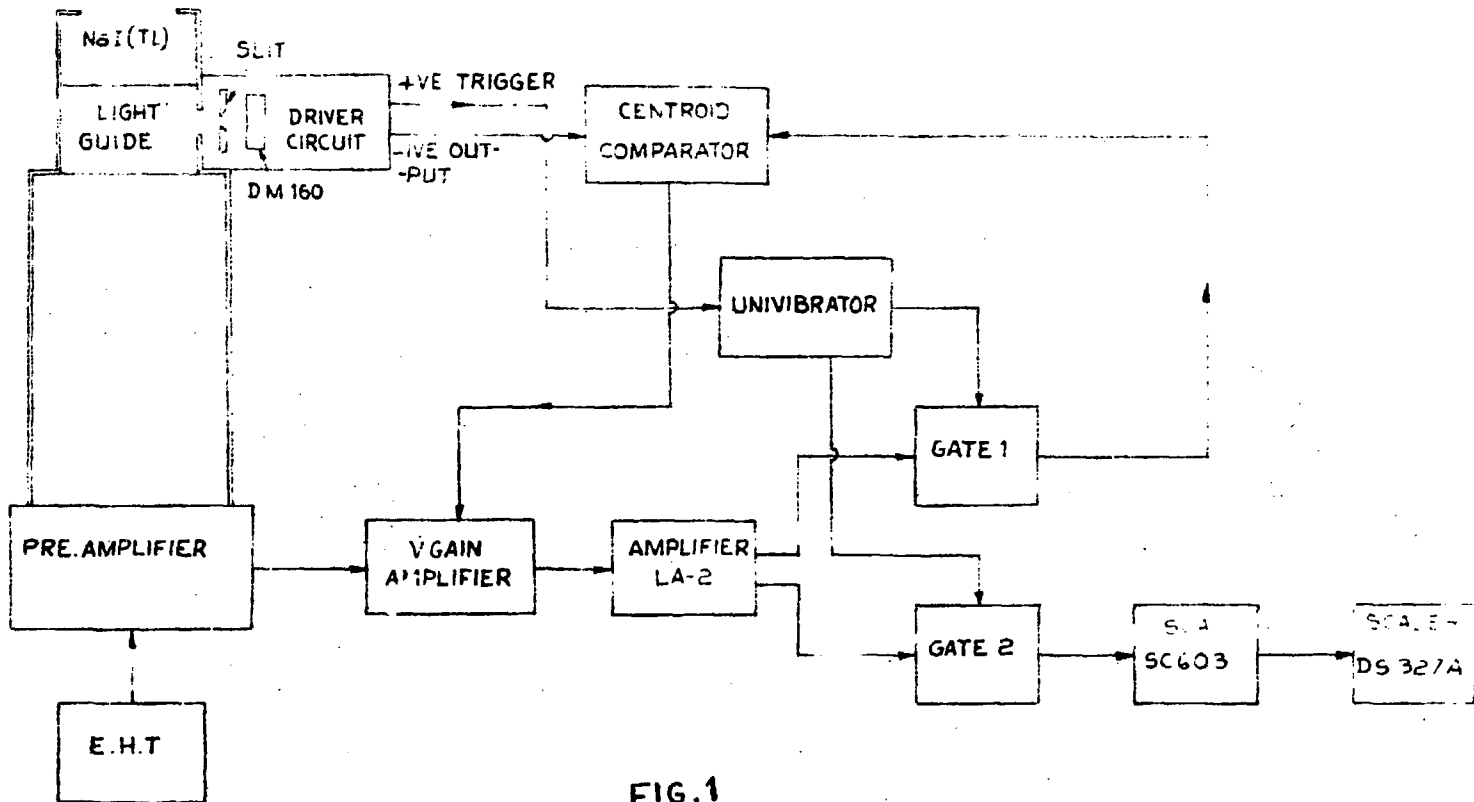 NaI(TL)
SLIT
LIGHT
GUIDE
DRIVER
CIRCUIT
DM 160
+VE TRIGGER
-IVE OUT-
-PUT
CENTROID
COMPARATOR
UNIVIBRATOR
GATE 1
PRE.AMPLIFIER
V GAIN
AMPLIFIER
AMPLIFIER
LA-2
GATE 2
SC603
DS 327A
E.H.T
FIG.1